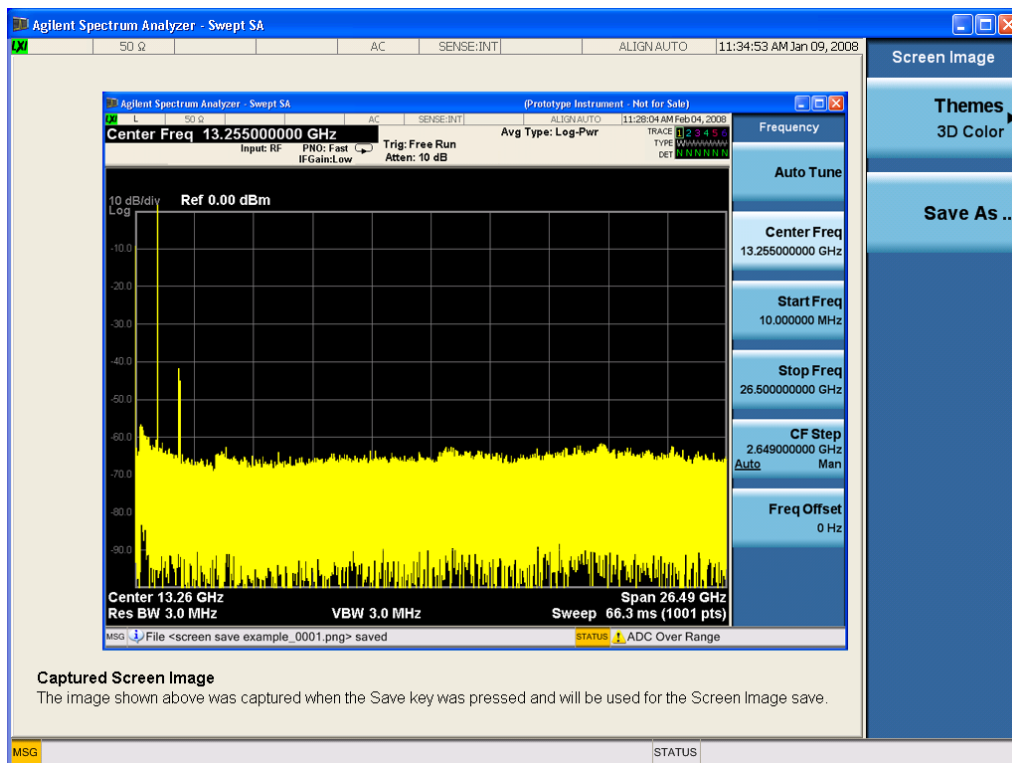 Agilent Spectrum Analyzer - Swept SA
LXI 50 Ω AC SENSE:INT ALIGN AUTO 11:34:53 AM Jan 09, 2008
Screen Image
Themes
3D Color
Save As ..
Agilent Spectrum Analyzer - Swept SA (Prototype Instrument - Not for Sale)
LXI L 50 Ω AC SENSE:INT ALIGNAUTO 11:28:04 AM Feb 04, 2008
Center Freq 13.255000000 GHz
Input: RF PNO: Fast
IFGain:Low
Trig: Free Run
Atten: 10 dB
Avg Type: Log-Pwr
TRACE 1 2 3 4 5 6
TYPE WWWWWW
DET N N N N N N
Frequency
Auto Tune
Center Freq
13.255000000 GHz
Start Freq
10.000000 MHz
Stop Freq
26.500000000 GHz
CF Step
2.649000000 GHz
Auto Man
Freq Offset
0 Hz
10 dB/div Ref 0.00 dBm
Log
-10.0
-20.0
-30.0
-40.0
-50.0
-60.0
-70.0
-80.0
-90.0
Center 13.26 GHz Span 26.49 GHz
Res BW 3.0 MHz VBW 3.0 MHz Sweep 66.3 ms (1001 pts)
MSG File <screen save example_0001.png> saved STATUS ADC Over Range
Captured Screen Image
The image shown above was captured when the Save key was pressed and will be used for the Screen Image save.
MSG STATUS